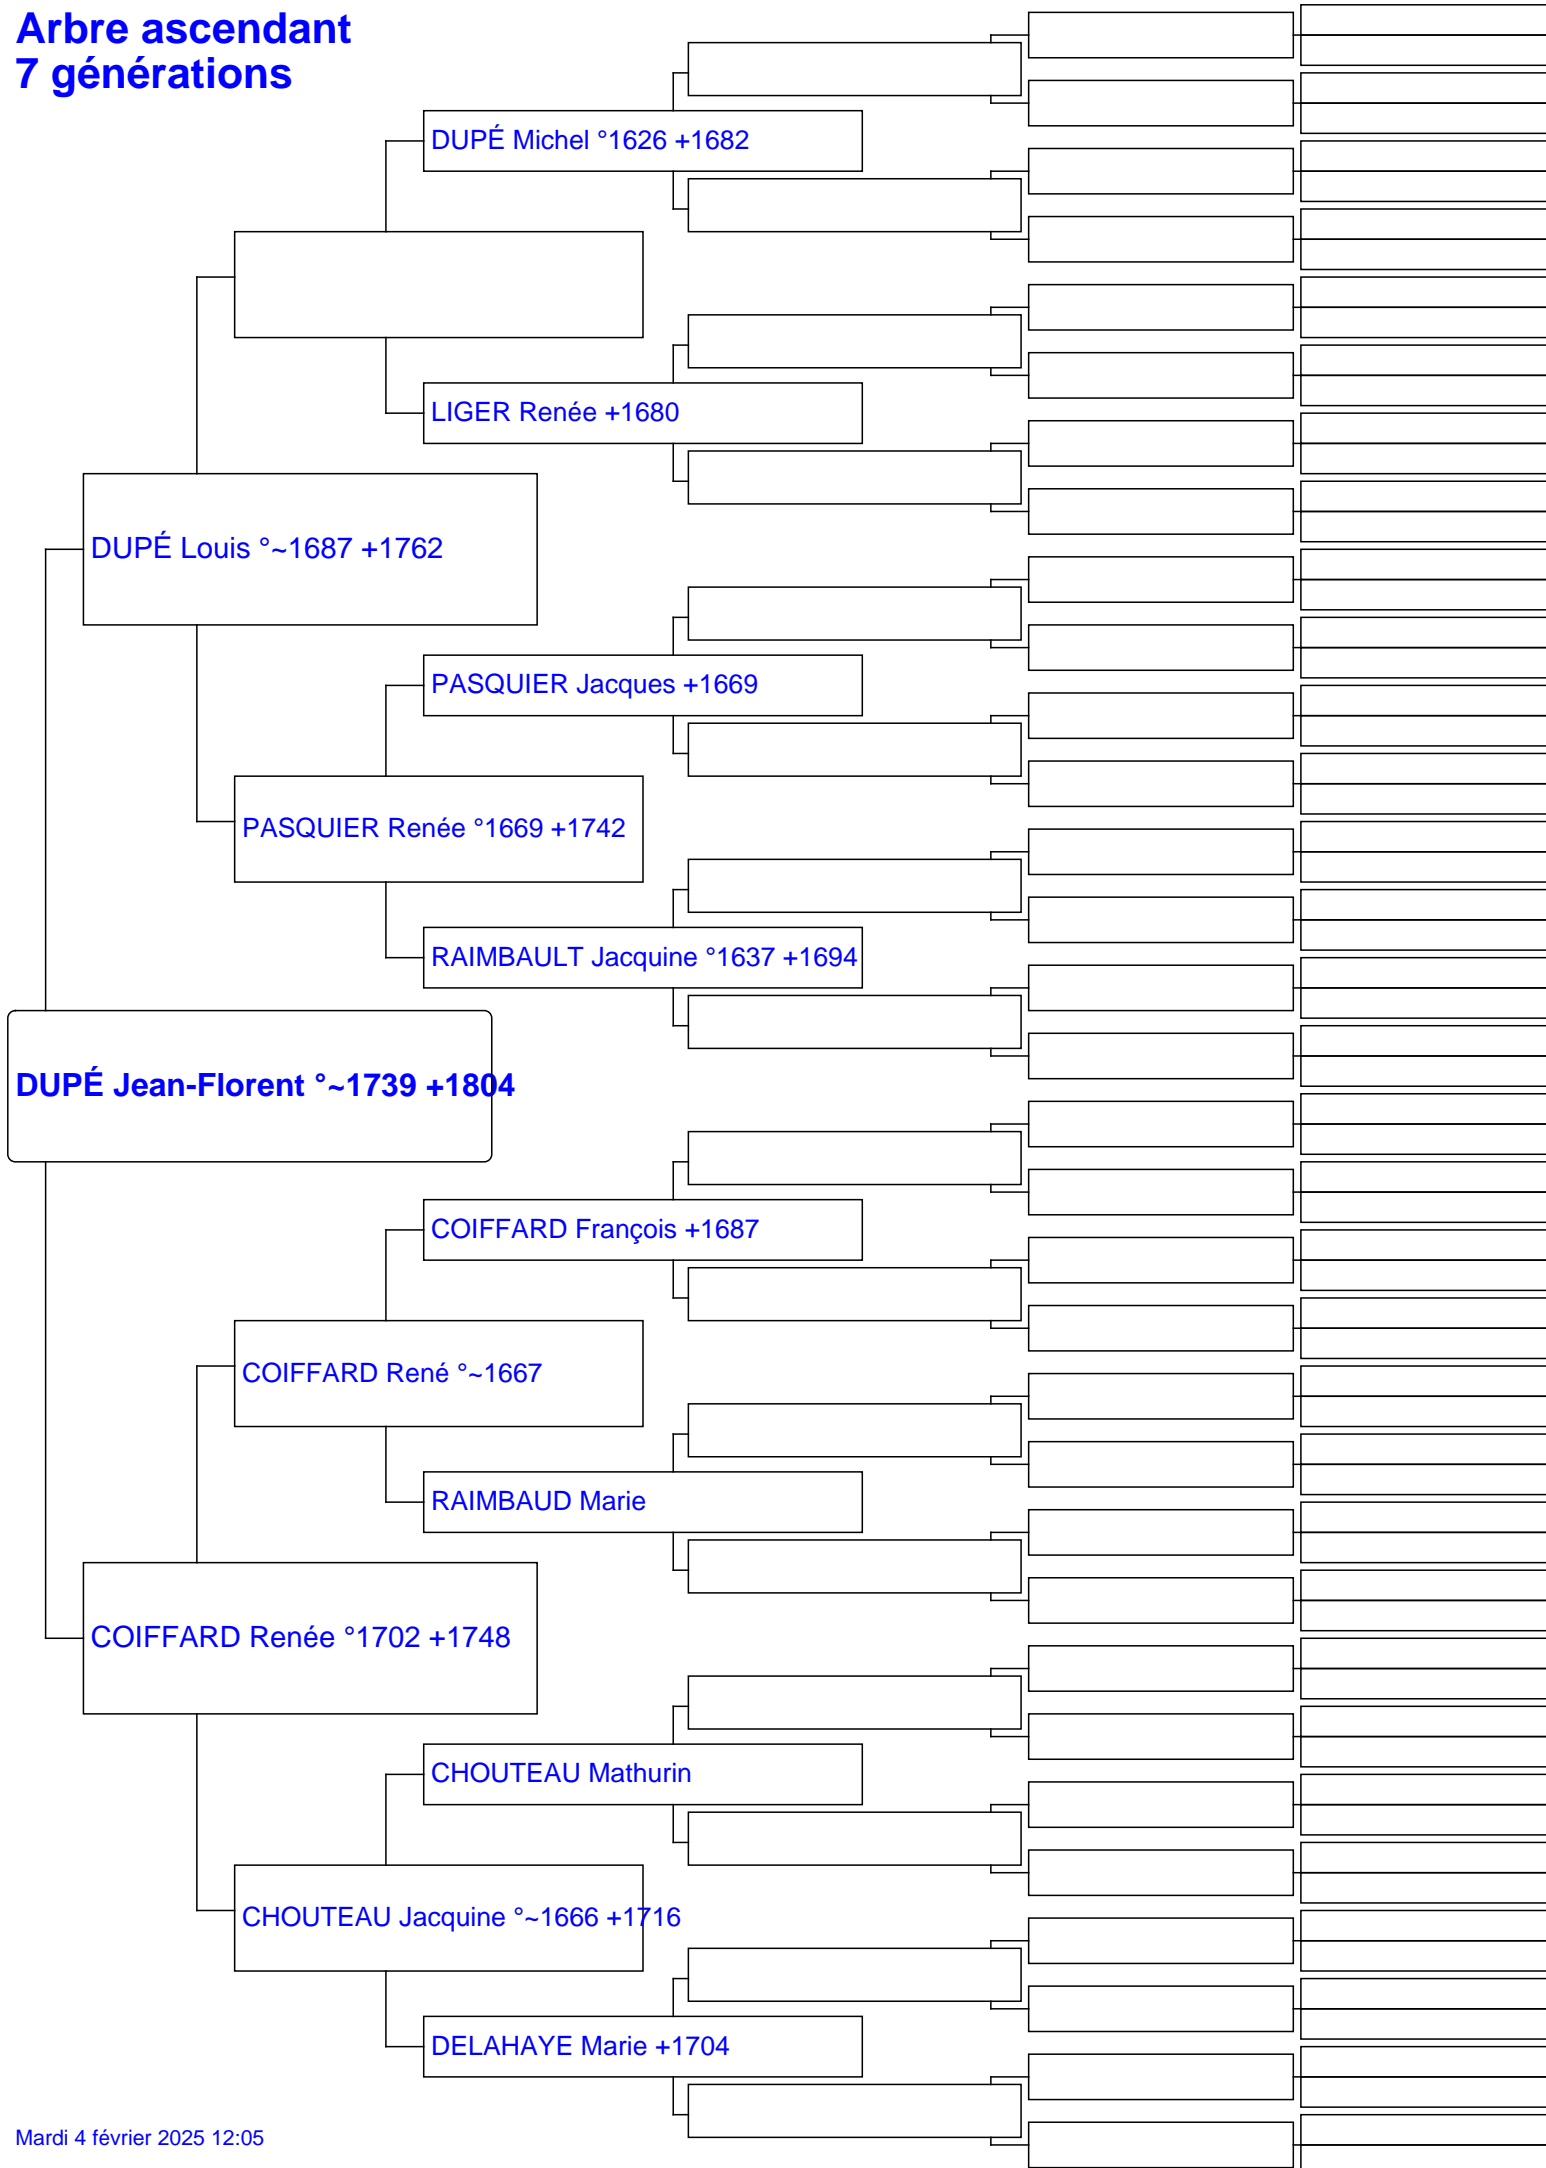 Arbre ascendant
7 générations
DUPÉ Michel °1626 +1682
LIGER Renée +1680
DUPÉ Louis °~1687 +1762
PASQUIER Jacques +1669
PASQUIER Renée °1669 +1742
RAIMBAULT Jacquine °1637 +1694
DUPÉ Jean-Florent °~1739 +1804
COIFFARD François +1687
COIFFARD René °~1667
RAIMBAUD Marie
COIFFARD Renée °1702 +1748
CHOUTEAU Mathurin
CHOUTEAU Jacquine °~1666 +1716
DELAHAYE Marie +1704
Mardi 4 février 2025 12:05